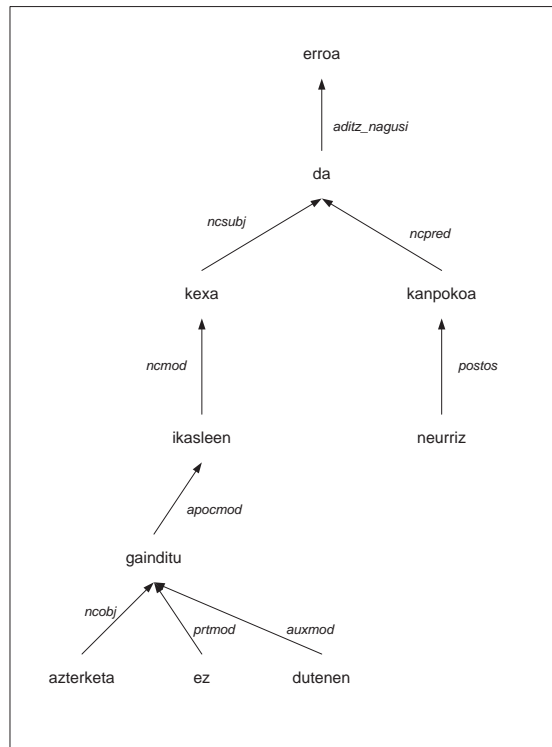 erroa
aditz_nagusi
da
ncsubj ncpred
kexa kanpokoa
ncmod postos
ikasleen neurriz
apocmod
gainditu
ncobj prtmod auxmod
azterketa ez dutenen